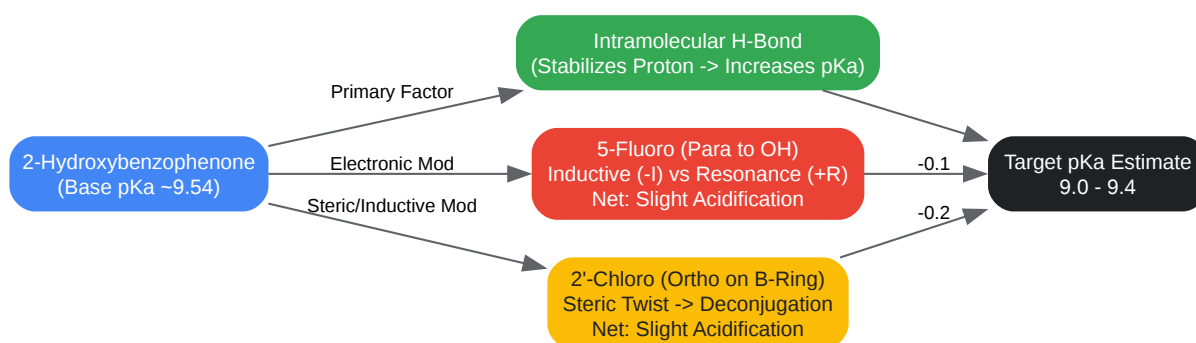 2-Hydroxybenzophenone
(Base pKa ~9.54)
Primary Factor
Electronic Mod
Steric/Inductive Mod
Intramolecular H-Bond
(Stabilizes Proton -> Increases pKa)
5-Fluoro (Para to OH)
Inductive (-I) vs Resonance (+R)
Net: Slight Acidification
2'-Chloro (Ortho on B-Ring)
Steric Twist -> Deconjugation
Net: Slight Acidification
-0.1
-0.2
Target pKa Estimate
9.0 - 9.4